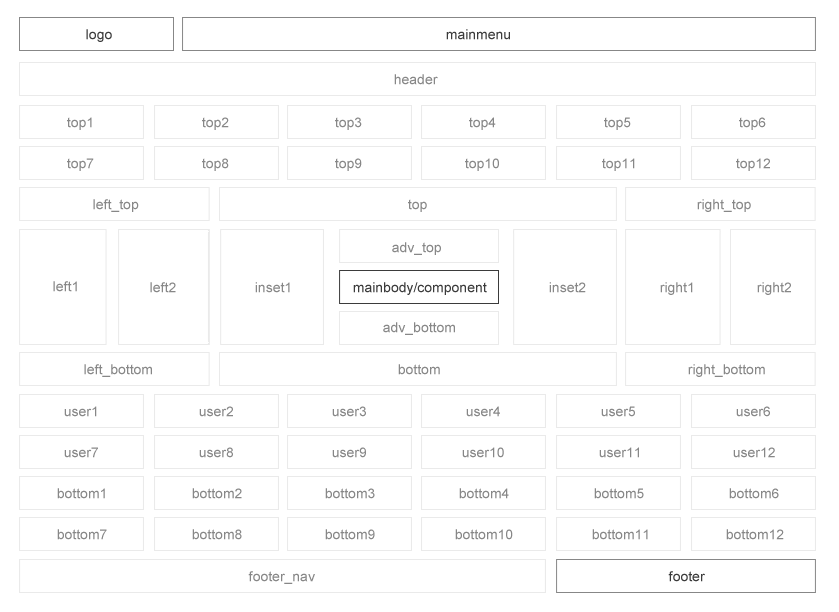 logo mainmenu
header
top1 top2 top3 top4 top5 top6
top7 top8 top9 top10 top11 top12
left_top top right_top
adv_top
left1 left2 inset1 mainbody/component inset2 right1 right2
adv_bottom
left_bottom bottom right_bottom
user1 user2 user3 user4 user5 user6
user7 user8 user9 user10 user11 user12
bottom1 bottom2 bottom3 bottom4 bottom5 bottom6
bottom7 bottom8 bottom9 bottom10 bottom11 bottom12
footer_nav footer